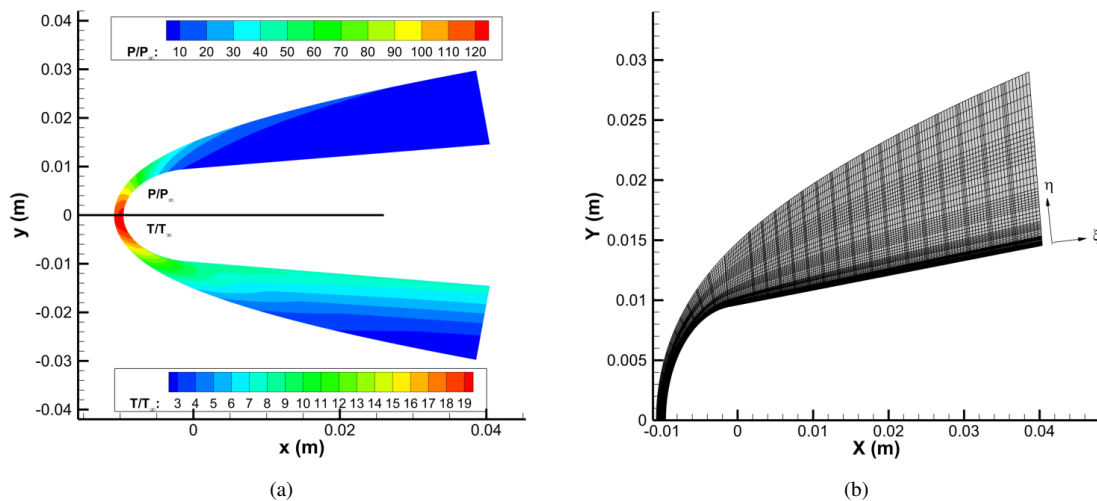 0.04
P/P∞: 10 20 30 40 50 60 70 80 90 100 110 120
0.03
0.02
0.01
P/P∞
y (m)
0
T/T∞
-0.01
-0.02
-0.03
T/T∞: 3 4 5 6 7 8 9 10 11 12 13 14 15 16 17 18 19
-0.04
0 0.02 0.04
x (m)
(a)
0.03
0.025
0.02
Y (m)
η
0.015
ξ
0.01
0.005
0
-0.01 0 0.01 0.02 0.03 0.04
X (m)
(b)